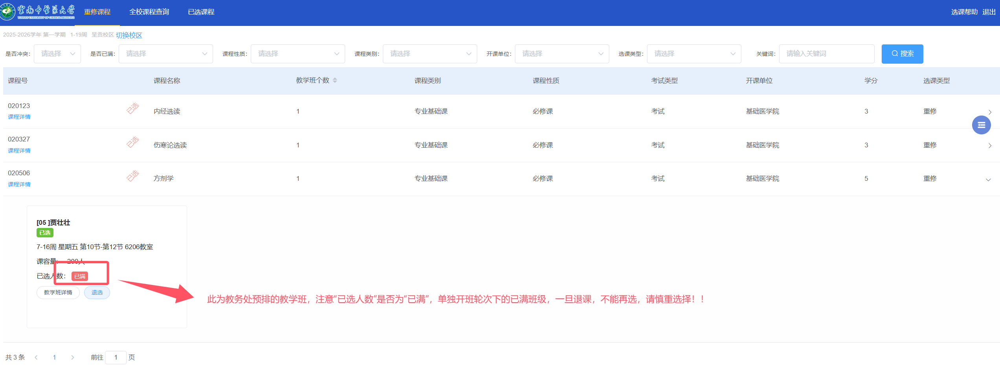 雲南中醫藥大學 重修课程 全校课程查询 已选课程 选课帮助 退出
YUNNAN UNIVERSITY OF CHINESE MEDICINE
2025-2026学年 第一学期 1-19周 呈贡校区 切换校区
是否冲突: 请选择 是否已满: 请选择 课程性质: 请选择 课程类别: 请选择 开课单位: 请选择 选课类型: 请选择 关键词: 请输入关键词 搜索
课程号 课程名称 教学班个数 课程类别 课程性质 考试类型 开课单位 学分 选课类型
020123 已选 内经选读 1 专业基础课 必修课 考试 基础医学院 3 重修
课程详情
020327 已选 伤寒论选读 1 专业基础课 必修课 考试 基础医学院 3 重修
课程详情
020506 已选 方剂学 1 专业基础课 必修课 考试 基础医学院 5 重修
课程详情
[05 ]贾壮壮
已选
7-16周 星期五 第10节-第12节 6206教室
课容量: 200人
已选人数: 已满
教学班详情 退选
此为教务处预排的教学班，注意“已选人数”是否为“已满”，单独开班轮次下的已满班级，一旦退课，不能再选，请慎重选择！！
共 3 条 1 前往 1 页